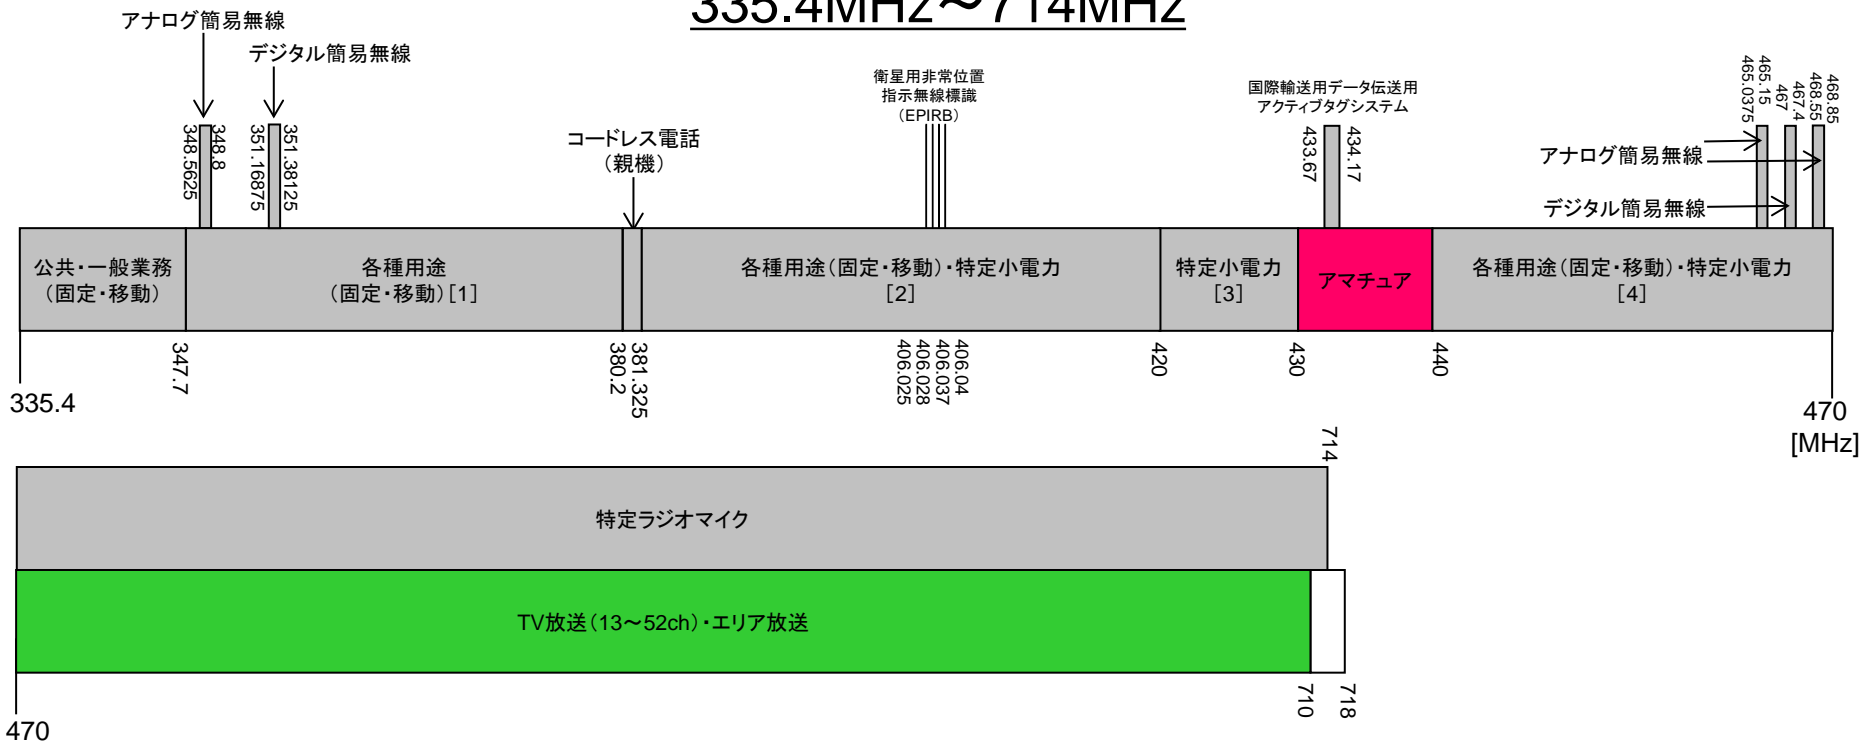 335.4MHz～714MHz
アナログ簡易無線
デジタル簡易無線
348.5625
348.8
351.16875
351.38125
コードレス電話
（親機）
衛星用非常位置
指示無線標識
（EPIRB）
国際輸送用データ伝送用
アクティブタグシステム
433.67
434.17
465.0375
465.15
467
467.4
468.55
468.85
アナログ簡易無線
デジタル簡易無線
公共・一般業務
（固定・移動）
各種用途
（固定・移動）[1]
各種用途（固定・移動）・特定小電力
[2]
特定小電力
[3]
アマチュア
各種用途（固定・移動）・特定小電力
[4]
335.4
347.7
380.2
381.325
406.025
406.028
406.037
406.04
420
430
440
470
[MHz]
714
特定ラジオマイク
TV放送（13～52ch）・エリア放送
710
718
470